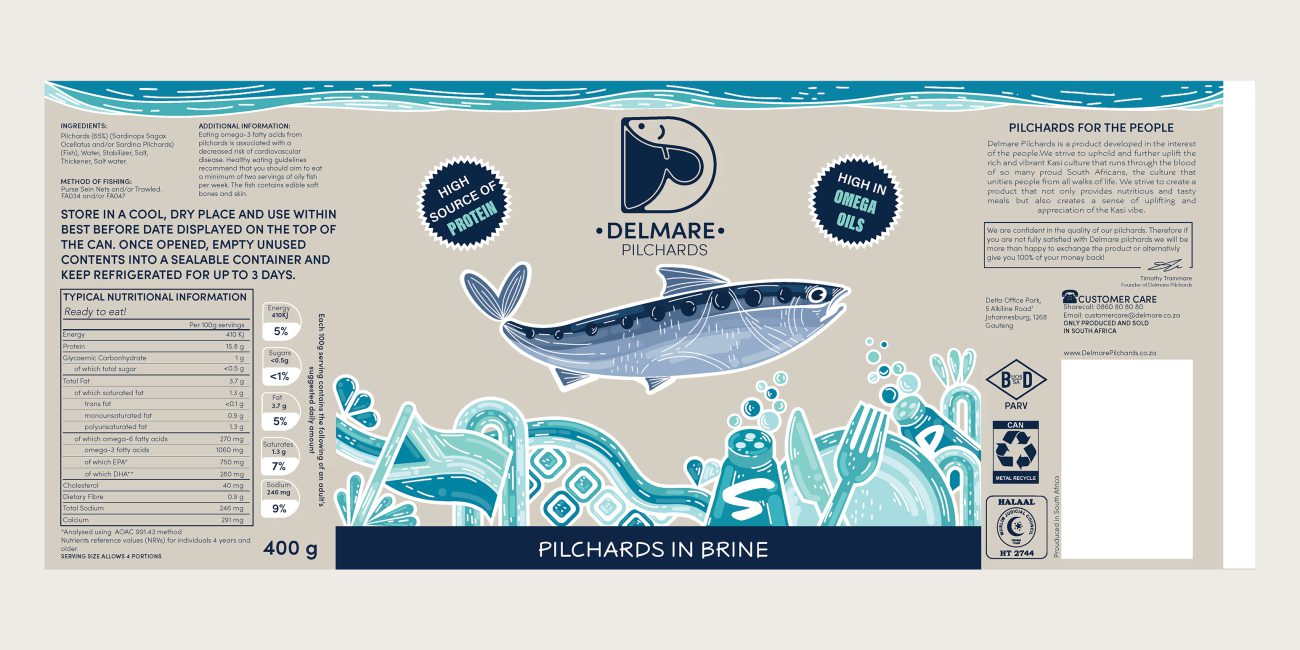 INGREDIENTS:
Pilchards (65%) (Sardinops Sagax
Ocellatus and/or Sardina Pilchards)
(Fish), Water, Stabilizer, Salt,
Thickener, Salt water.
METHOD OF FISHING:
Purse Sein Nets and/or Trawled.
FA034 and/or FA047
ADDITIONAL INFORMATION:
Eating omega-3 fatty acids from
pilchards is associated with a
decreased risk of cardiovascular
disease. Healthy eating guidelines
recommend that you should aim to eat
a minimum of two servings of oily fish
per week. The fish contains edible soft
bones and skin.
STORE IN A COOL, DRY PLACE AND USE WITHIN
BEST BEFORE DATE DISPLAYED ON THE TOP OF
THE CAN. ONCE OPENED, EMPTY UNUSED
CONTENTS INTO A SEALABLE CONTAINER AND
KEEP REFRIGERATED FOR UP TO 3 DAYS.
TYPICAL NUTRITIONAL INFORMATION
Ready to eat!
Per 100g servings
Energy 410 Kj
Protein 15.8 g
Glycaemic Carbonhydrate 1 g
of which total sugar <0.5 g
Total Fat 3.7 g
of which saturated fat 1.3 g
trans fat <0.1 g
monounsaturated fat 0.9 g
polyunsaturated fat 1.3 g
of which omega-6 fatty acids 270 mg
omega-3 fatty acids 1060 mg
of which EPA* 750 mg
of which DHA** 280 mg
Cholesterol 40 mg
Dietary Fibre 0.9 g
Total Sodium 246 mg
Calcium 291 mg
*Analysed using AOAC 991.43 method
Nutrients reference values (NRVs) for individuals 4 years and
older.
SERVING SIZE ALLOWS 4 PORTIONS
Energy
410Kj
5%
Sugars
<0.5g
<1%
Fat
3.7 g
5%
Saturates
1.3 g
7%
Sodium
246 mg
9%
Each 100g serving contains the following of an adult's
suggested daily amount
400 g
HIGH
SOURCE OF
PROTEIN
DELMARE
PILCHARDS
HIGH IN
OMEGA
OILS
S
PILCHARDS IN BRINE
PILCHARDS FOR THE PEOPLE
Delmare Pilchards is a product developed in the interest
of the people.We strive to uphold and further uplift the
rich and vibrant Kasi culture that runs through the blood
of so many proud South Africans, the culture that
unities people from all walks of life. We strive to create a
product that not only provides nutritious and tasty
meals but also creates a sense of uplifting and
appreciation of the Kasi vibe.
We are confident in the quality of our pilchards. Therefore if
you are not fully satisfied with Delmare pilchards we will be
more than happy to exchange the product or alternativly
give you 100% of your money back!
Timothy Trainmore
Founder of Delmare Pilchards
Delta Office Park,
5 Alkiline Road'
Johannesburg, 1268
Gauteng
CUSTOMER CARE
Sharecall: 0860 80 80 80
Email: customercare@delmare.co.za
ONLY PRODUCED AND SOLD
IN SOUTH AFRICA
www.DelmarePilchards.co.za
B D
PARV
CAN
METAL RECYCLE
HALAAL
MUSLIM JUDICIAL COUNCIL
HT 2744
Prouduced in South Africa